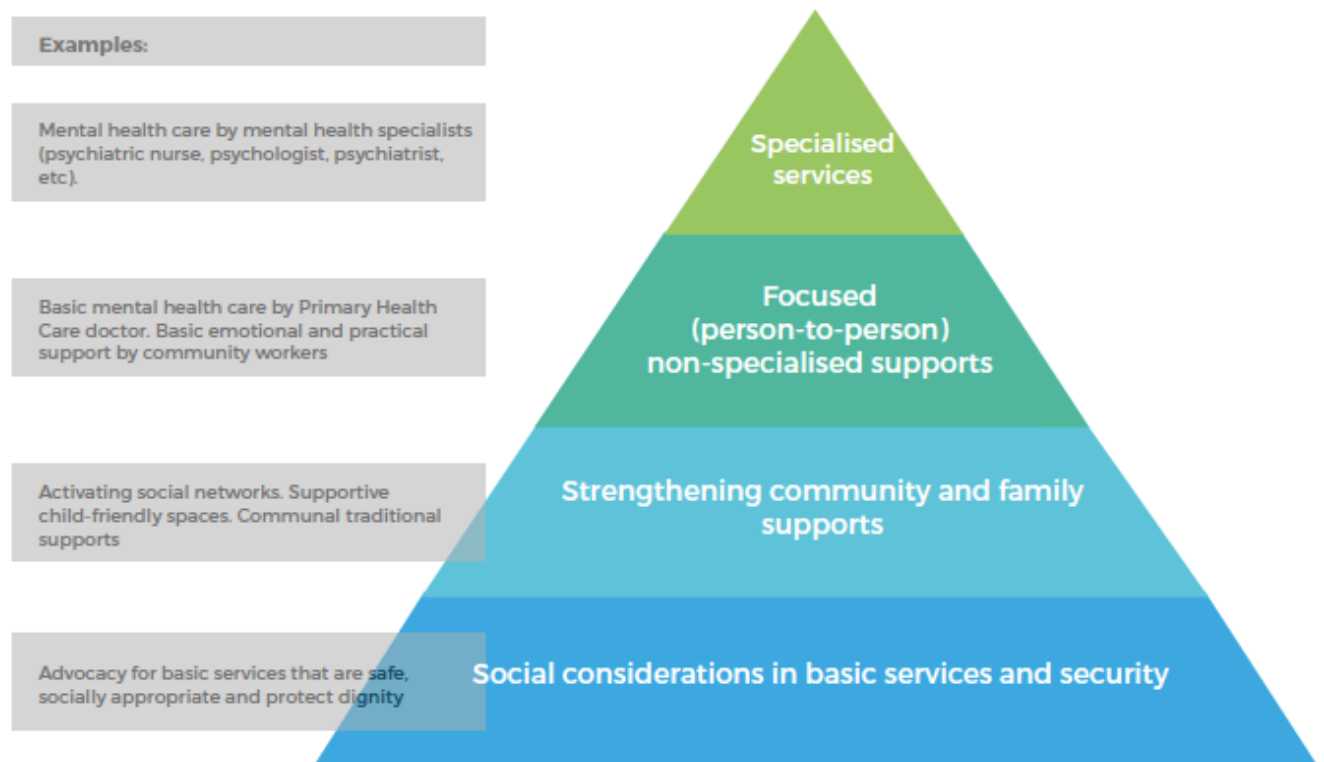 Examples:
Mental health care by mental health specialists
(psychiatric nurse, psychologist, psychiatrist,
etc).
Specialised
services
Basic mental health care by Primary Health
Care doctor. Basic emotional and practical
support by community workers
Focused
(person-to-person)
non-specialised supports
Activating social networks. Supportive
child-friendly spaces. Communal traditional
supports
Strengthening community and family
supports
Advocacy for basic services that are safe,
socially appropriate and protect dignity
Social considerations in basic services and security